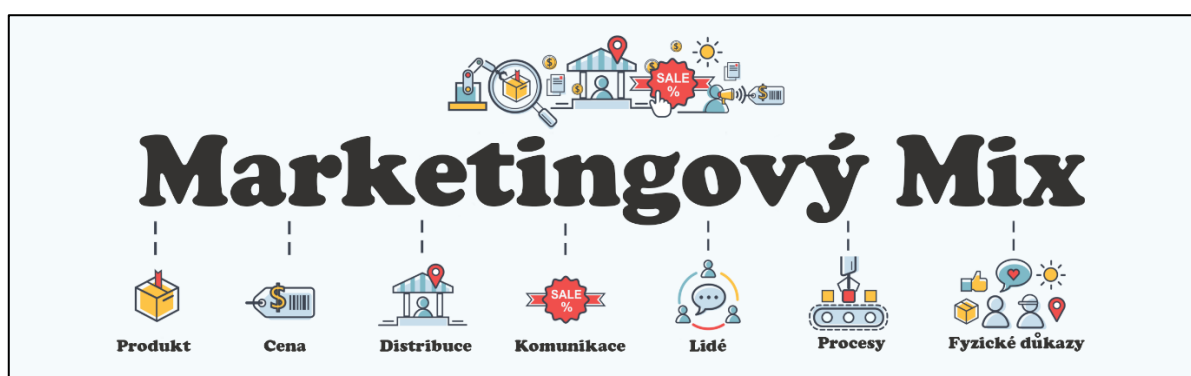 SALE
%
$
Marketingový Mix
$
SALE
%
Produkt
Cena
Distribuce
Komunikace
Lidé
Procesy
Fyzické důkazy